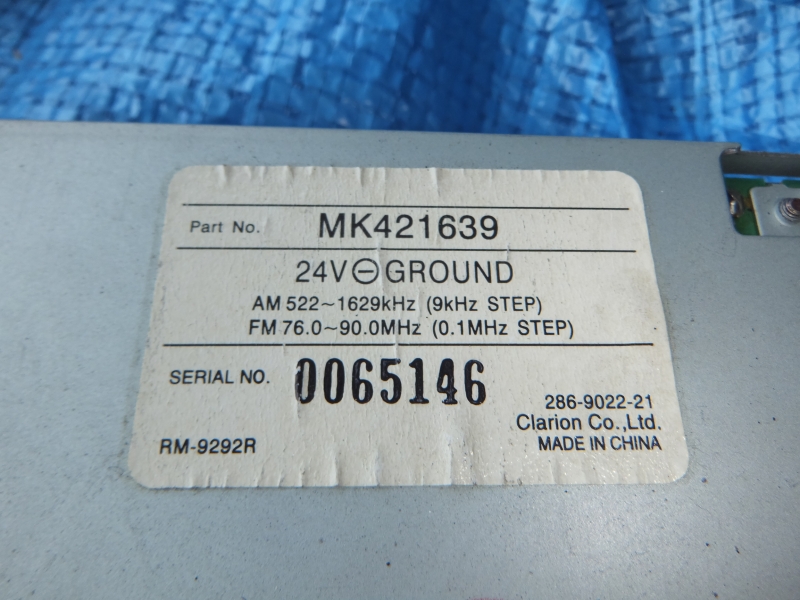 Part No. MK421639
24V⊖GROUND
AM 522~1629kHz (9kHz STEP)
FM 76.0~90.0MHz (0.1MHz STEP)
SERIAL NO. 0065146
286-9022-21
Clarion Co.,Ltd.
RM-9292R MADE IN CHINA